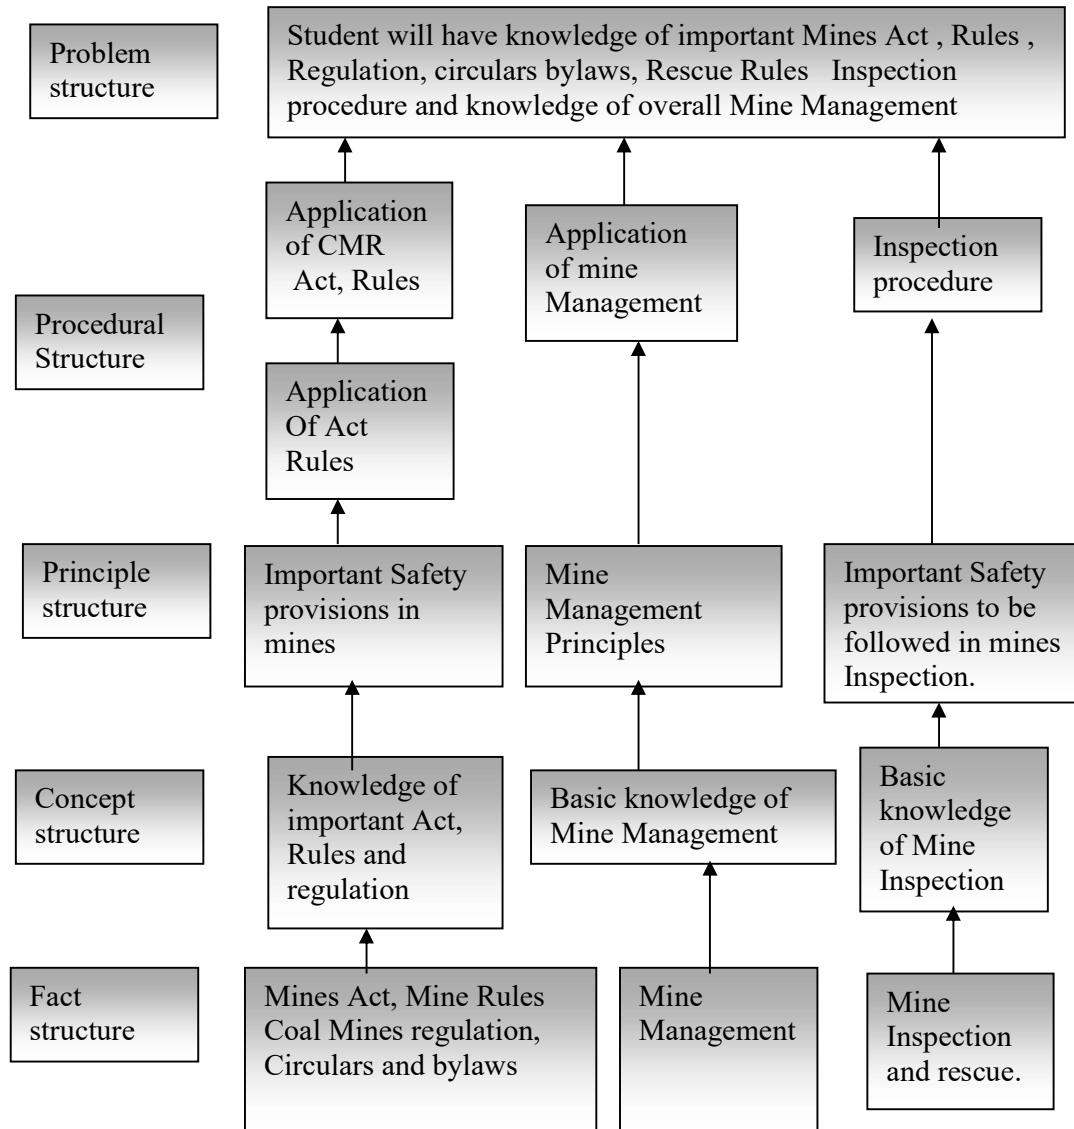 Problem
structure
Student will have knowledge of important Mines Act , Rules ,
Regulation, circulars bylaws, Rescue Rules Inspection
procedure and knowledge of overall Mine Management
Application
of CMR
Act, Rules
Application
of mine
Management
Inspection
procedure
Procedural
Structure
Application
Of Act
Rules
Principle
structure
Important Safety
provisions in
mines
Mine
Management
Principles
Important Safety
provisions to be
followed in mines
Inspection.
Concept
structure
Knowledge of
important Act,
Rules and
regulation
Basic knowledge of
Mine Management
Basic
knowledge
of Mine
Inspection
Fact
structure
Mines Act, Mine Rules
Coal Mines regulation,
Circulars and bylaws
Mine
Management
Mine
Inspection
and rescue.